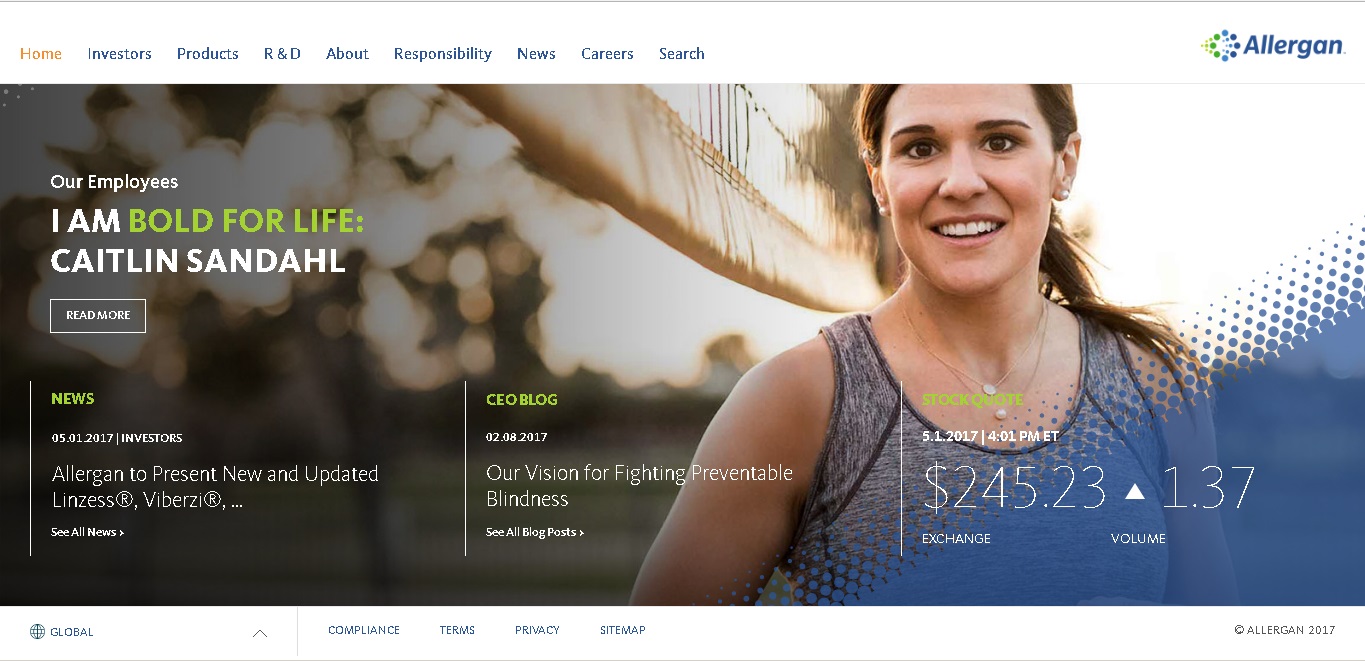 Home Investors Products R & D About Responsibility News Careers Search
Allergan
Our Employees
I AM BOLD FOR LIFE:
CAITLIN SANDAHL
READ MORE
NEWS
05.01.2017 | INVESTORS
Allergan to Present New and Updated
Linzess®, Viberzi®, ...
See All News ›
CEO BLOG
02.08.2017
Our Vision for Fighting Preventable
Blindness
See All Blog Posts ›
STOCK QUOTE
5.1.2017 | 4:01 PM ET
$245.23 ▲ 1.37
EXCHANGE VOLUME
GLOBAL
COMPLIANCE TERMS PRIVACY SITEMAP
© ALLERGAN 2017